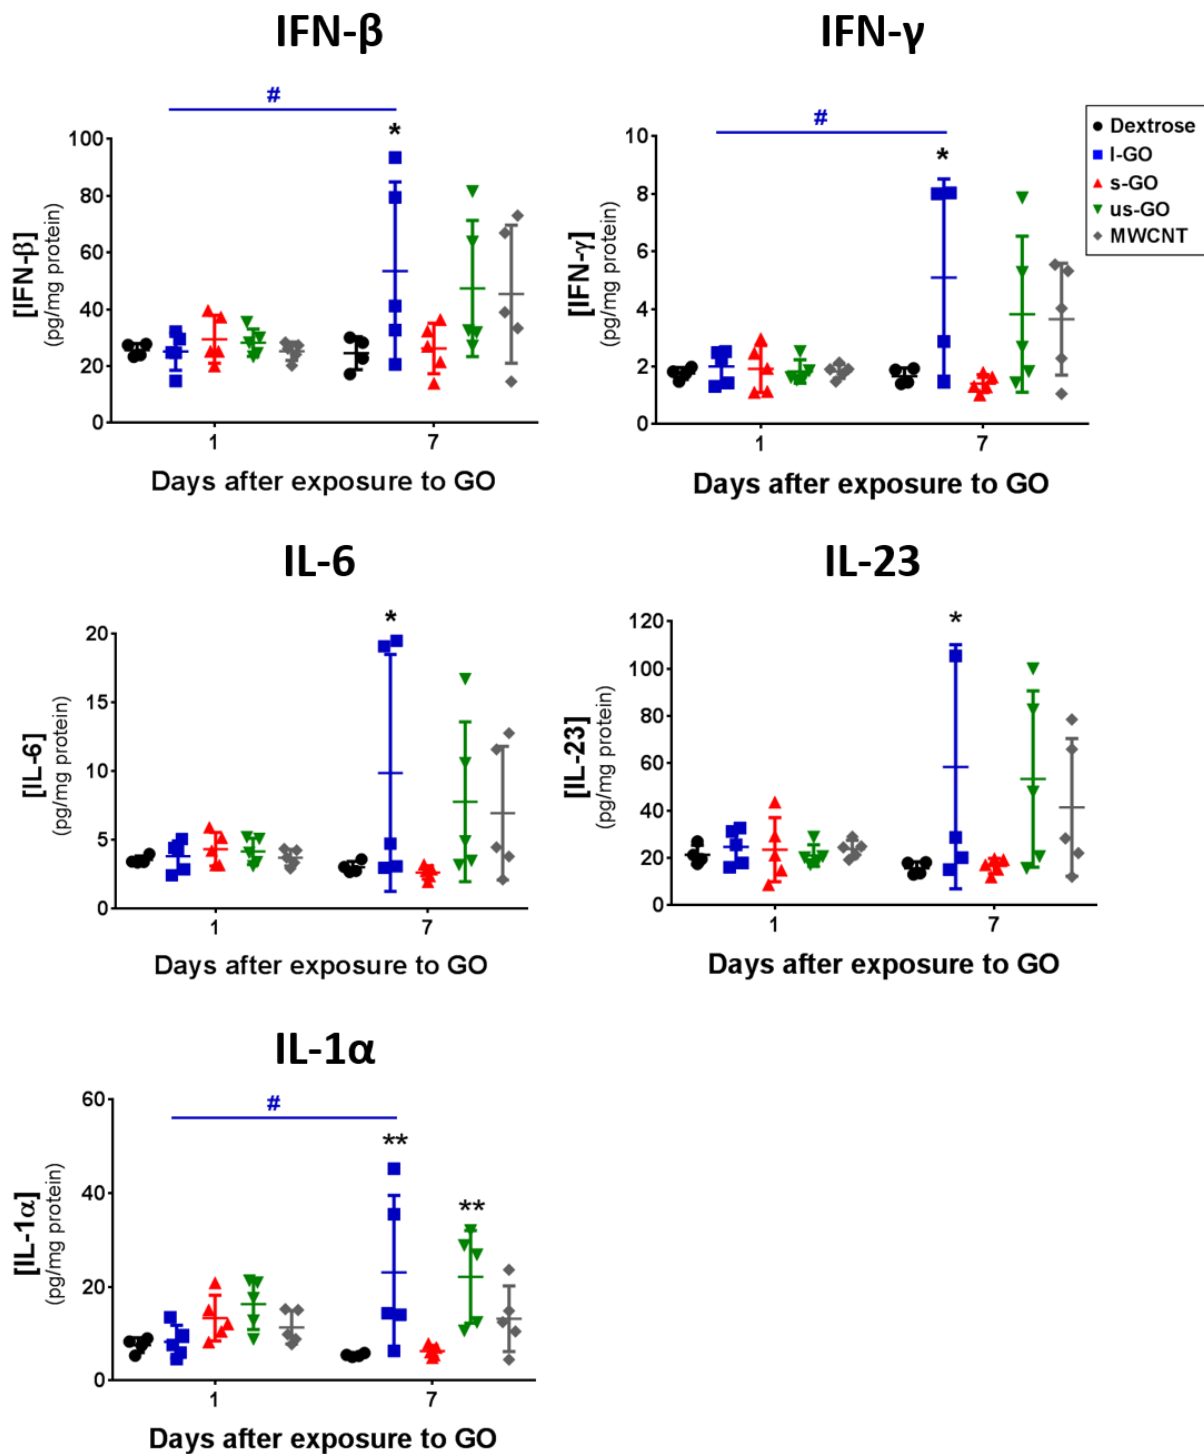 IFN-β
IFN-γ
#
*
100
80
60
40
20
0
[IFN-β]
(pg/mg protein)
1
7
Days after exposure to GO
#
*
10
8
6
4
2
0
[IFN-γ]
(pg/mg protein)
1
7
Days after exposure to GO
Dextrose
l-GO
s-GO
us-GO
MWCNT
IL-6
IL-23
*
20
15
10
5
0
[IL-6]
(pg/mg protein)
1
7
Days after exposure to GO
*
120
100
80
60
40
20
0
[IL-23]
(pg/mg protein)
1
7
Days after exposure to GO
IL-1α
#
**
**
60
40
20
0
[IL-1α]
(pg/mg protein)
1
7
Days after exposure to GO